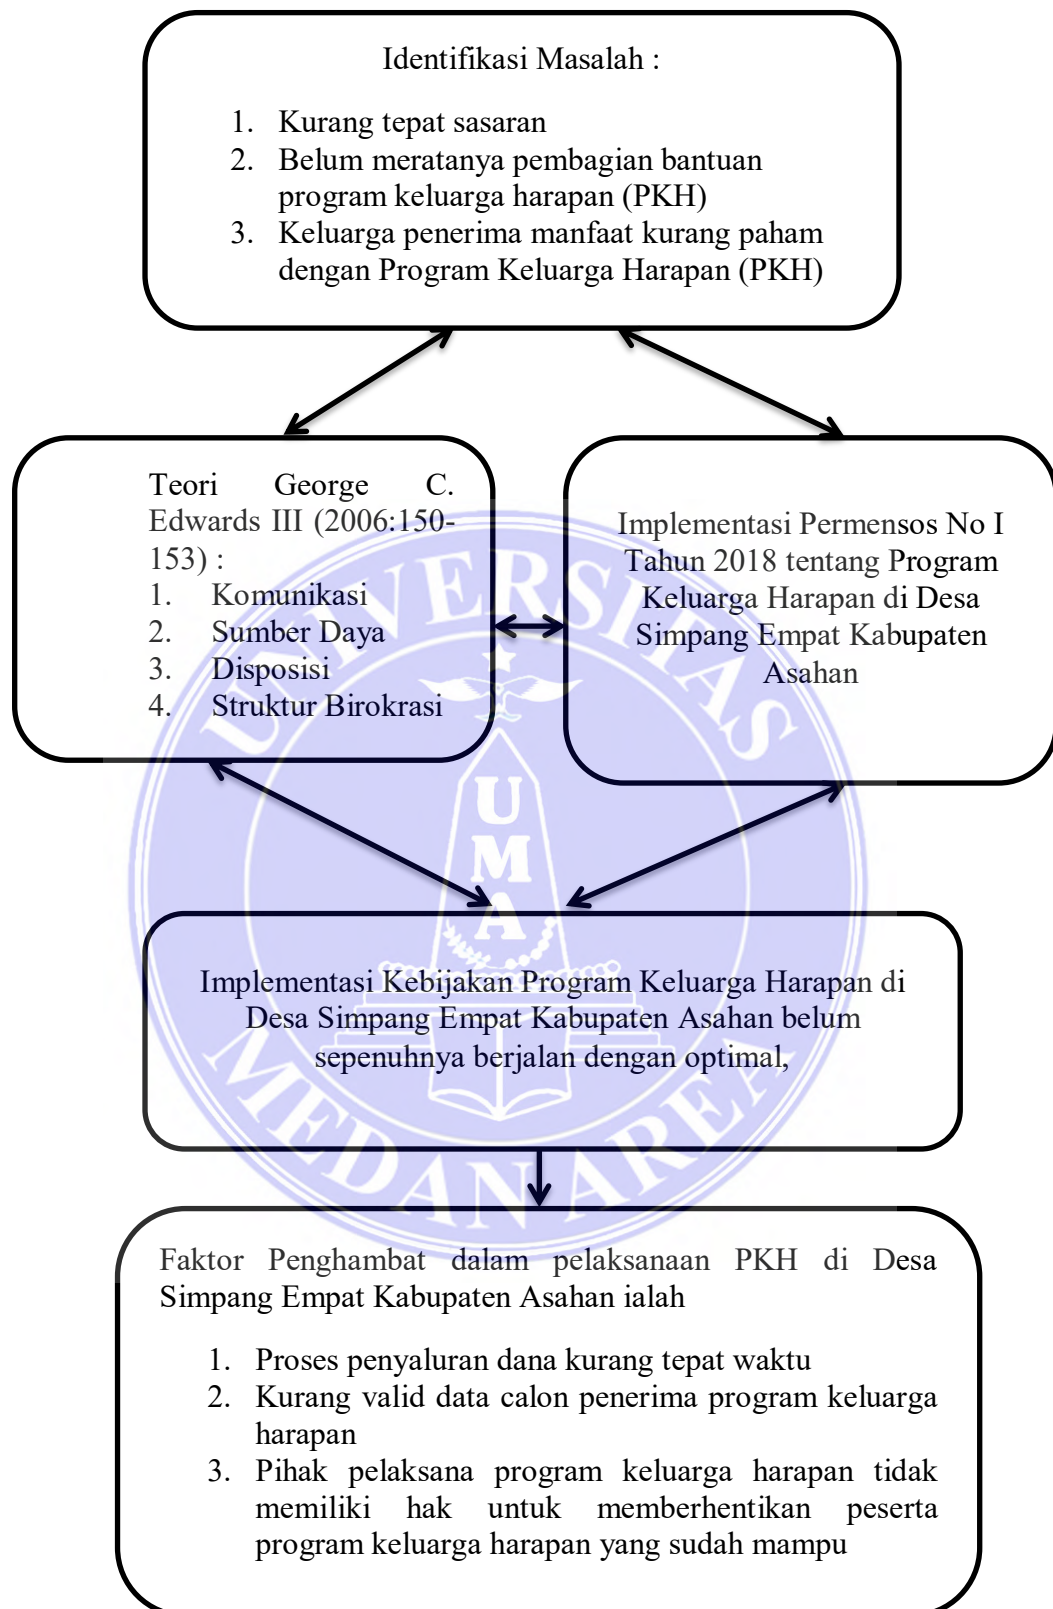 Identifikasi Masalah :
1. Kurang tepat sasaran
2. Belum meratanya pembagian bantuan
program keluarga harapan (PKH)
3. Keluarga penerima manfaat kurang paham
dengan Program Keluarga Harapan (PKH)
Teori George C.
Edwards III (2006:150-
153) :
1. Komunikasi
2. Sumber Daya
3. Disposisi
4. Struktur Birokrasi
Implementasi Permensos No I
Tahun 2018 tentang Program
Keluarga Harapan di Desa
Simpang Empat Kabupaten
Asahan
UNIVERSITAS
UMA
MEDAN AREA
Implementasi Kebijakan Program Keluarga Harapan di
Desa Simpang Empat Kabupaten Asahan belum
sepenuhnya berjalan dengan optimal,
Faktor Penghambat dalam pelaksanaan PKH di Desa
Simpang Empat Kabupaten Asahan ialah
1. Proses penyaluran dana kurang tepat waktu
2. Kurang valid data calon penerima program keluarga
harapan
3. Pihak pelaksana program keluarga harapan tidak
memiliki hak untuk memberhentikan peserta
program keluarga harapan yang sudah mampu